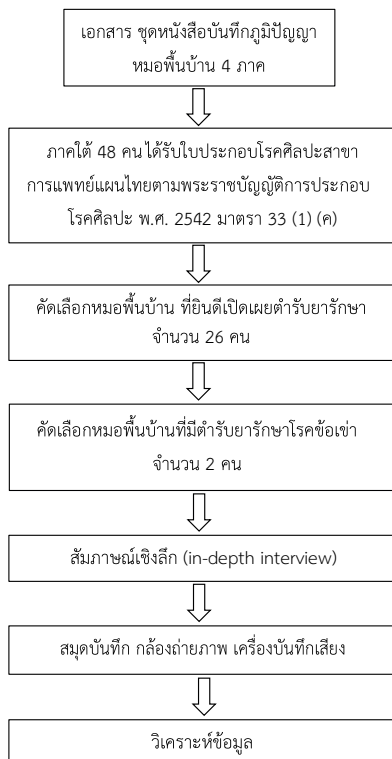 เอกสาร ชุดหนังสือบันทึกภูมิปัญญา
หมอพื้นบ้าน 4 ภาค
ภาคใต้ 48 คนได้รับใบประกอบโรคศิลปะสาขา
การแพทย์แผนไทยตามพระราชบัญญัติการประกอบ
โรคศิลปะ พ.ศ. 2542 มาตรา 33 (1) (ค)
คัดเลือกหมอพื้นบ้าน ที่ยินดีเปิดเผยตำรับยารักษา
จำนวน 26 คน
คัดเลือกหมอพื้นบ้านที่มีตำรับยารักษาโรคข้อเข่า
จำนวน 2 คน
สัมภาษณ์เชิงลึก (in-depth interview)
สมุดบันทึก กล้องถ่ายภาพ เครื่องบันทึกเสียง
วิเคราะห์ข้อมูล